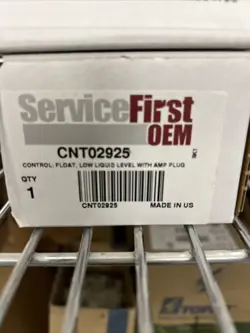 ServiceFirst
OEM
CNT02925
CONTROL; FLOAT, LOW LIQUID LEVEL WITH AMP PLUG
QTY
1
CNT02925
MADE IN US